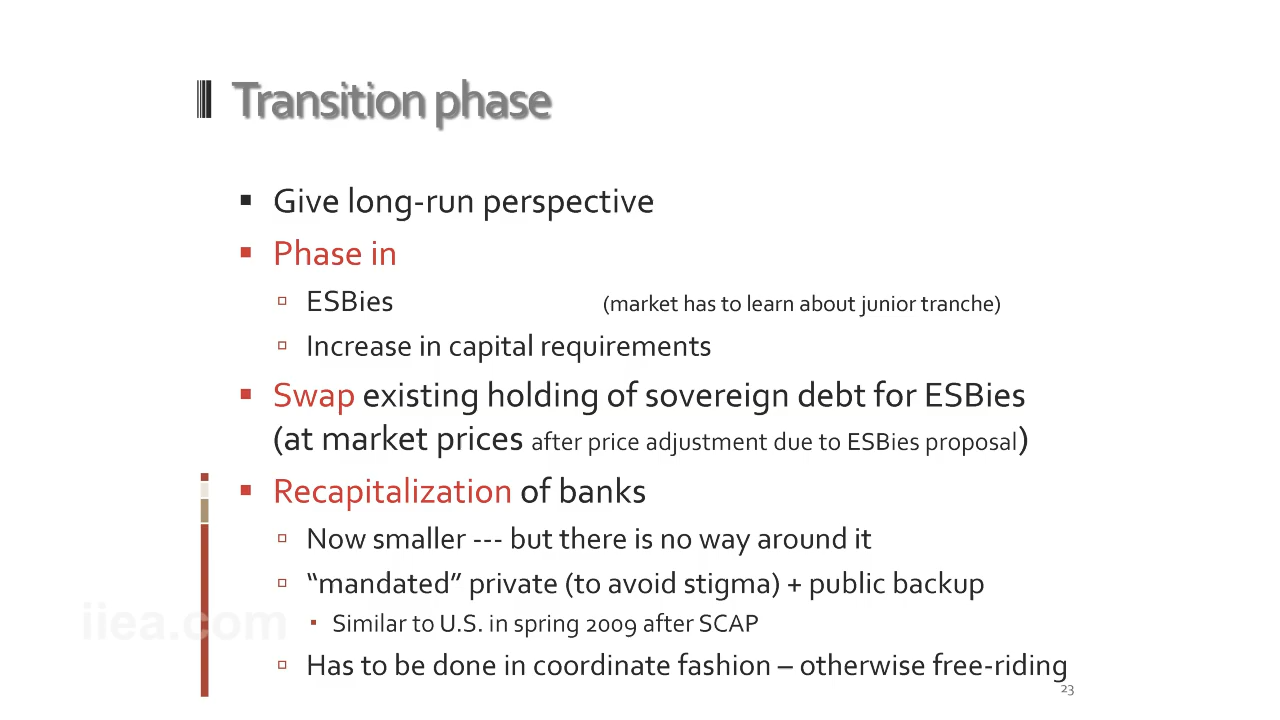 Transition phase
Give long-run perspective
Phase in
ESBies (market has to learn about junior tranche)
Increase in capital requirements
Swap existing holding of sovereign debt for ESBies
(at market prices after price adjustment due to ESBies proposal)
Recapitalization of banks
Now smaller --- but there is no way around it
“mandated” private (to avoid stigma) + public backup
Similar to U.S. in spring 2009 after SCAP
Has to be done in coordinate fashion – otherwise free-riding
iiea.com
23